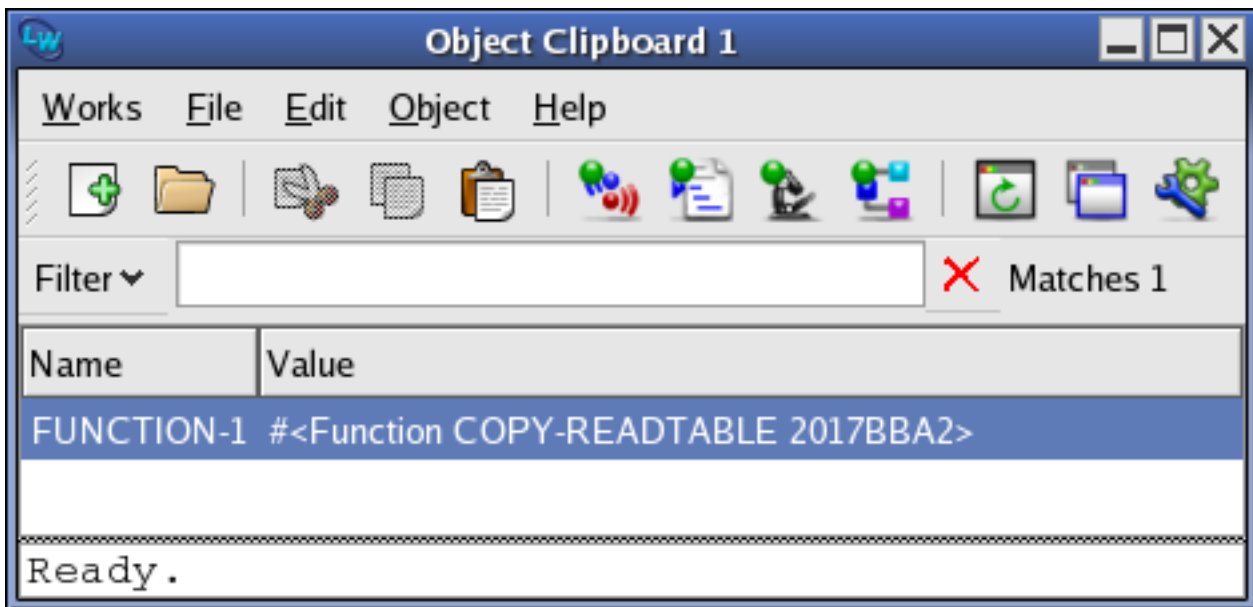 LW
Object Clipboard 1
Works File Edit Object Help
Filter Matches 1
Name Value
FUNCTION-1 #<Function COPY-READTABLE 2017BBA2>
Ready.